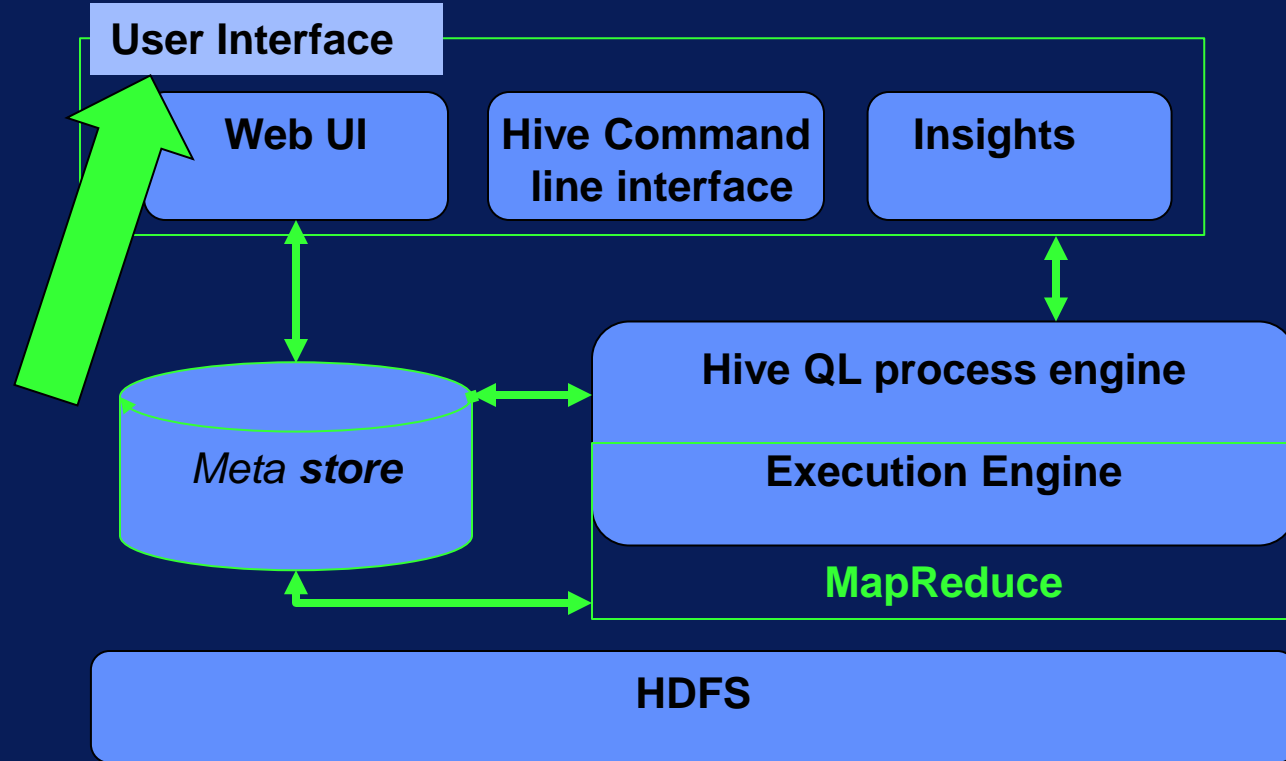 User Interface
Web UI
Hive Command
line interface
Insights
Hive QL process engine
Meta store
Execution Engine
MapReduce
HDFS